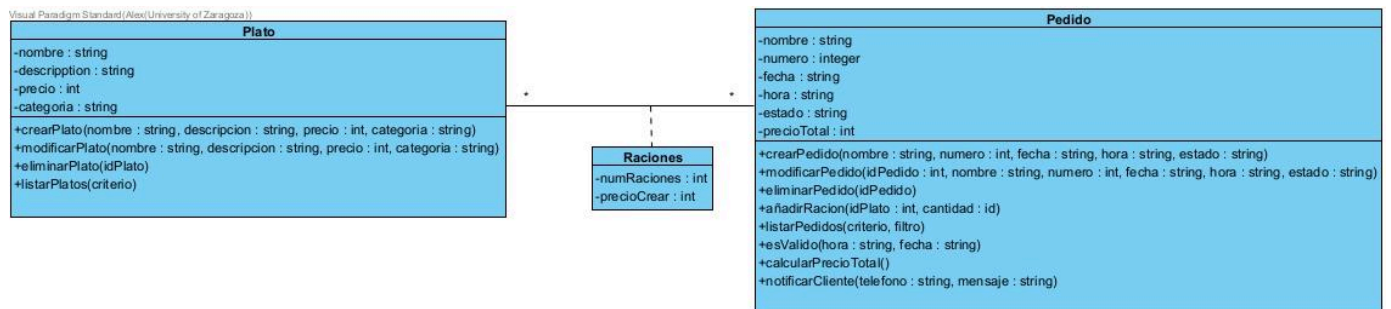 Visual Paradigm Standard(Alex(University of Zaragoza))
Plato
-nombre : string
-descripption : string
-precio : int
-categoria : string
+crearPlato(nombre : string, descripcion : string, precio : int, categoria : string)
+modificarPlato(nombre : string, descripcion : string, precio : int, categoria : string)
+eliminarPlato(idPlato)
+listarPlatos(criterio)
*
*
Raciones
-numRaciones : int
-precioCrear : int
Pedido
-nombre : string
-numero : integer
-fecha : string
-hora : string
-estado : string
-precioTotal : int
+crearPedido(nombre : string, numero : int, fecha : string, hora : string, estado : string)
+modificarPedido(idPedido : int, nombre : string, numero : int, fecha : string, hora : string, estado : string)
+eliminarPedido(idPedido)
+añadirRacion(idPlato : int, cantidad : id)
+listarPedidos(criterio, filtro)
+esValido(hora : string, fecha : string)
+calcularPrecioTotal()
+notificarCliente(telefono : string, mensaje : string)